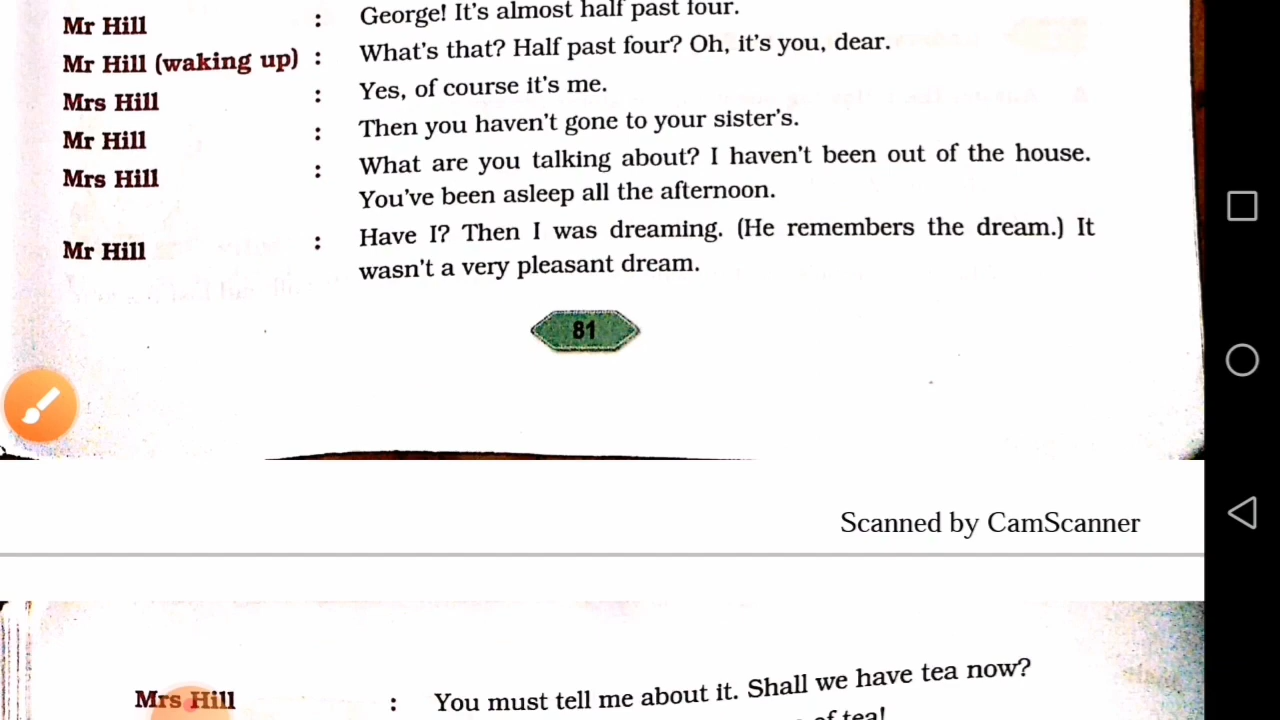 Mr Hill : George! It's almost half past four.
Mr Hill (waking up) : What's that? Half past four? Oh, it's you, dear.
Mrs Hill : Yes, of course it's me.
Mr Hill : Then you haven't gone to your sister's.
Mrs Hill : What are you talking about? I haven't been out of the house.
You've been asleep all the afternoon.
Mr Hill : Have I? Then I was dreaming. (He remembers the dream.) It
wasn't a very pleasant dream.
81
Scanned by CamScanner
Mrs Hill : You must tell me about it. Shall we have tea now?
of tea!